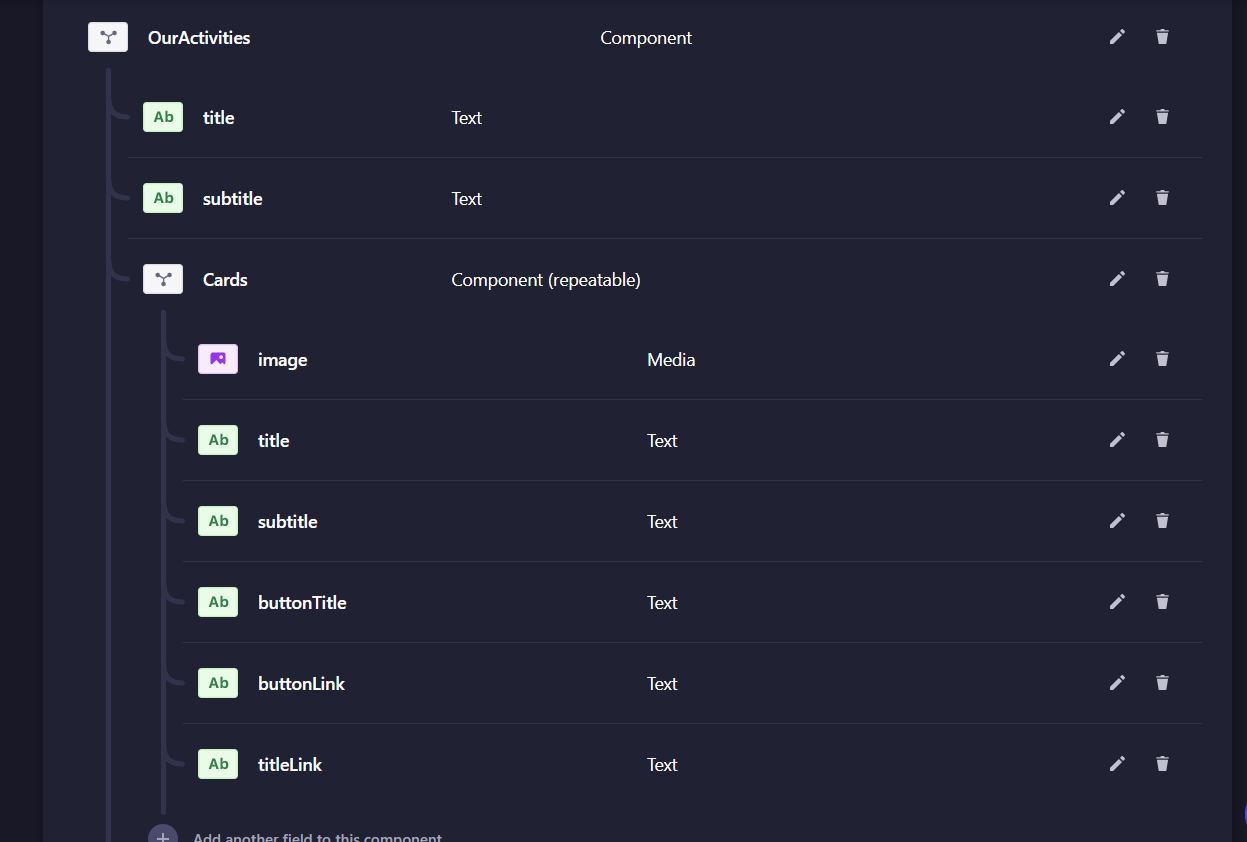 OurActivities Component
Ab title Text
Ab subtitle Text
Cards Component (repeatable)
image Media
Ab title Text
Ab subtitle Text
Ab buttonTitle Text
Ab buttonLink Text
Ab titleLink Text
Add another field to this component